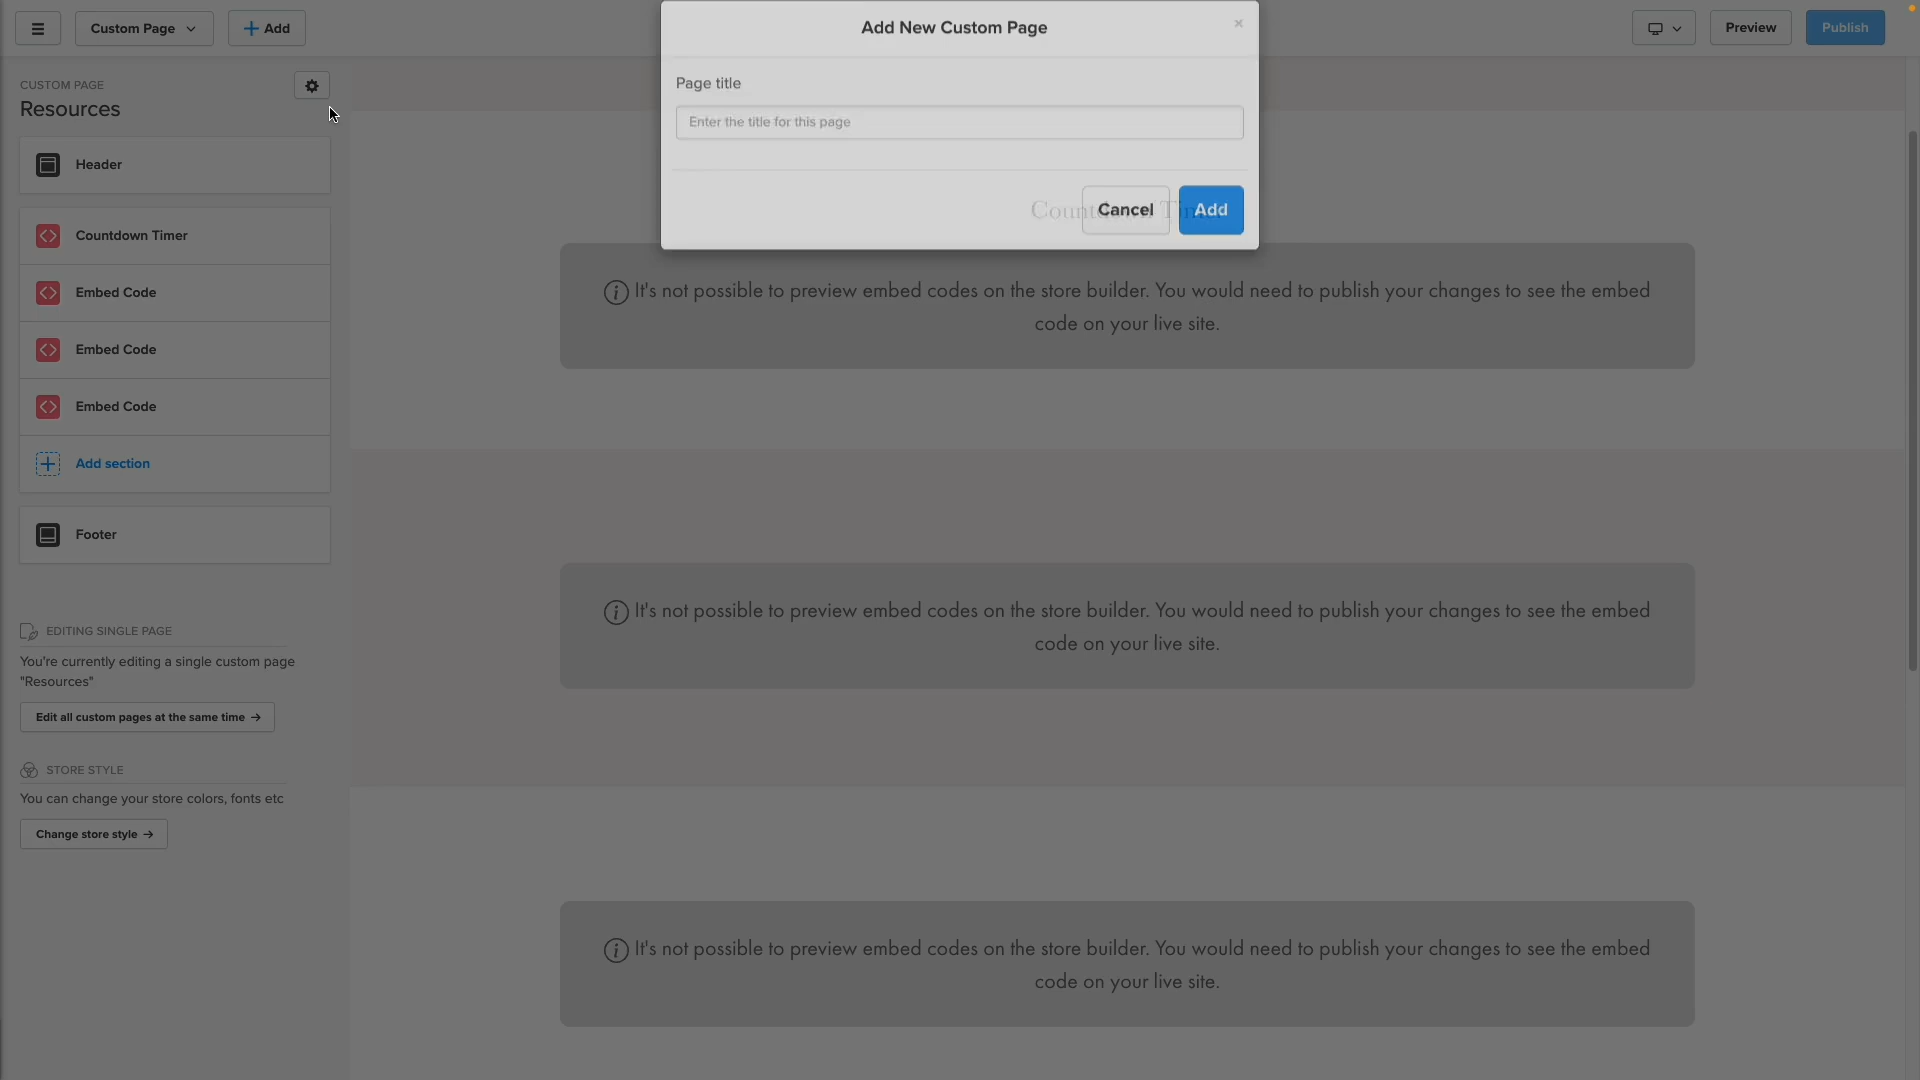 Custom Page
Add
Preview
Publish
Add New Custom Page
×
Page title
Enter the title for this page
Cancel
Add
CUSTOM PAGE
Resources
Header
Countdown Timer
Embed Code
Embed Code
Embed Code
Add section
Footer
EDITING SINGLE PAGE
You're currently editing a single custom page
"Resources"
Edit all custom pages at the same time →
STORE STYLE
You can change your store colors, fonts etc
Change store style →
Countdown Timer
It's not possible to preview embed codes on the store builder. You would need to publish your changes to see the embed
code on your live site.
It's not possible to preview embed codes on the store builder. You would need to publish your changes to see the embed
code on your live site.
It's not possible to preview embed codes on the store builder. You would need to publish your changes to see the embed
code on your live site.